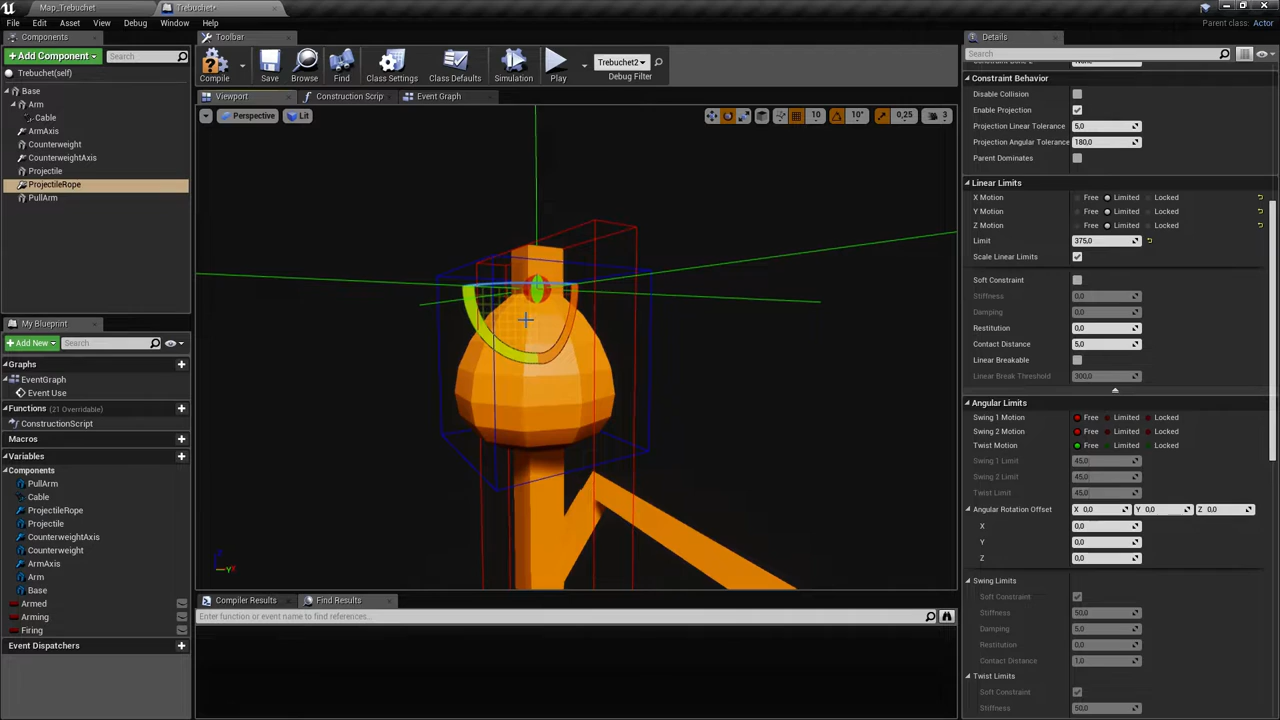 Map_Trebuchet
Trebuchet*
File Edit Asset View Debug Window Help
Parent class: Actor
Components
+ Add Component
Search
Trebuchet(self)
Base
Arm
Cable
ArmAxis
Counterweight
CounterweightAxis
Projectile
ProjectileRope
PullArm
Toolbar
Compile
Save
Browse
Find
Class Settings
Class Defaults
Simulation
Play
Trebuchet2
Debug Filter
Viewport
Construction Scrip
Event Graph
Perspective
Lit
10
10°
0,25
3
My Blueprint
Add New
Search
Graphs
EventGraph
Event Use
Functions (21 Overridable)
ConstructionScript
Macros
Variables
Components
PullArm
Cable
ProjectileRope
Projectile
CounterweightAxis
Counterweight
ArmAxis
Arm
Base
Armed
Arming
Firing
Event Dispatchers
Compiler Results
Find Results
Enter function or event name to find references...
Details
Search
Constraint Behavior
Disable Collision
Enable Projection
Projection Linear Tolerance 5,0
Projection Angular Tolerance 180,0
Parent Dominates
Linear Limits
X Motion Free Limited Locked
Y Motion Free Limited Locked
Z Motion Free Limited Locked
Limit 375,0
Scale Linear Limits
Soft Constraint
Stiffness 0,0
Damping 0,0
Restitution 0,0
Contact Distance 5,0
Linear Breakable
Linear Break Threshold 300,0
Angular Limits
Swing 1 Motion Free Limited Locked
Swing 2 Motion Free Limited Locked
Twist Motion Free Limited Locked
Swing 1 Limit 45,0
Swing 2 Limit 45,0
Twist Limit 45,0
Angular Rotation Offset X 0,0 Y 0,0 Z 0,0
X 0,0
Y 0,0
Z 0,0
Swing Limits
Soft Constraint
Stiffness 50,0
Damping 5,0
Restitution 0,0
Contact Distance 1,0
Twist Limits
Soft Constraint
Stiffness 50,0